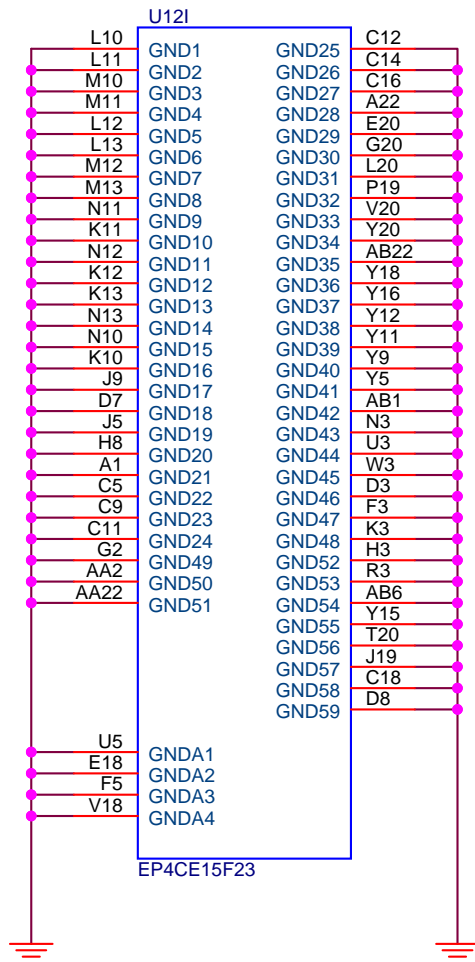 U12I
L10 GND1 GND25 C12
L11 GND2 GND26 C14
M10 GND3 GND27 C16
M11 GND4 GND28 A22
L12 GND5 GND29 E20
L13 GND6 GND30 G20
M12 GND7 GND31 L20
M13 GND8 GND32 P19
N11 GND9 GND33 V20
K11 GND10 GND34 Y20
N12 GND11 GND35 AB22
K12 GND12 GND36 Y18
K13 GND13 GND37 Y16
N13 GND14 GND38 Y12
N10 GND15 GND39 Y11
K10 GND16 GND40 Y9
J9 GND17 GND41 Y5
D7 GND18 GND42 AB1
J5 GND19 GND43 N3
H8 GND20 GND44 U3
A1 GND21 GND45 W3
C5 GND22 GND46 D3
C9 GND23 GND47 F3
C11 GND24 GND48 K3
G2 GND49 GND52 H3
AA2 GND50 GND53 R3
AA22 GND51 GND54 AB6
GND55 Y15
GND56 T20
GND57 J19
GND58 C18
GND59 D8
U5 GNDA1
E18 GNDA2
F5 GNDA3
V18 GNDA4
EP4CE15F23